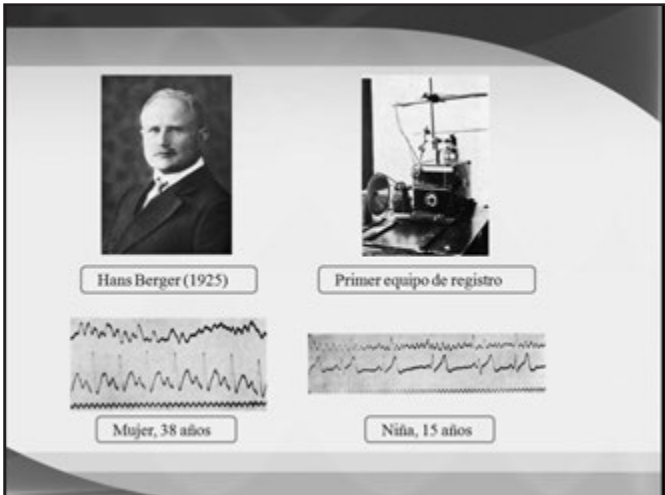 Hans Berger (1925)
Primer equipo de registro
Mujer, 38 años
Niña, 15 años